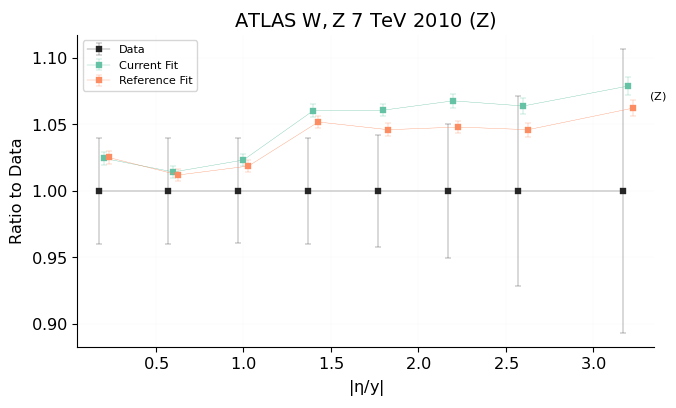 ATLAS W, Z 7 TeV 2010 (Z)
Data
Current Fit
Reference Fit
(Z)
Ratio to Data
1.10
1.05
1.00
0.95
0.90
0.5
1.0
1.5
2.0
2.5
3.0
|η/y|